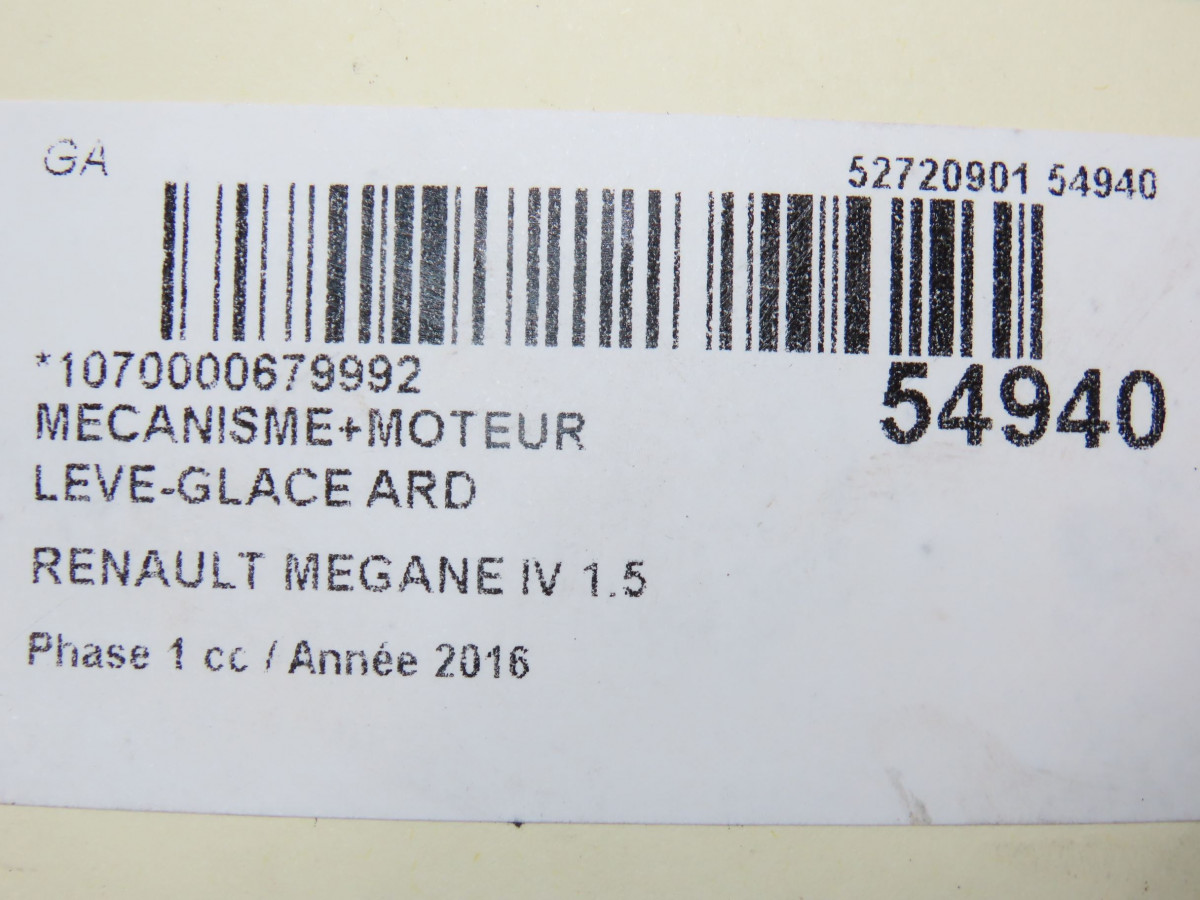 GA
52720901 54940
*1070000679992
54940
MECANISME+MOTEUR
LEVE-GLACE ARD
RENAULT MEGANE IV 1.5
Phase 1 cc / Année 2016